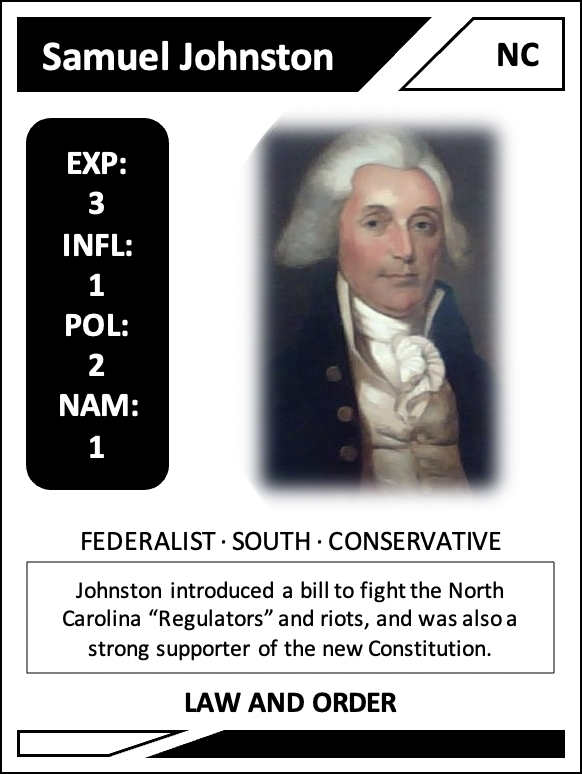 Samuel Johnston
NC
EXP:
3
INFL:
1
POL:
2
NAM:
1
FEDERALIST · SOUTH · CONSERVATIVE
Johnston introduced a bill to fight the North
Carolina “Regulators” and riots, and was also a
strong supporter of the new Constitution.
LAW AND ORDER